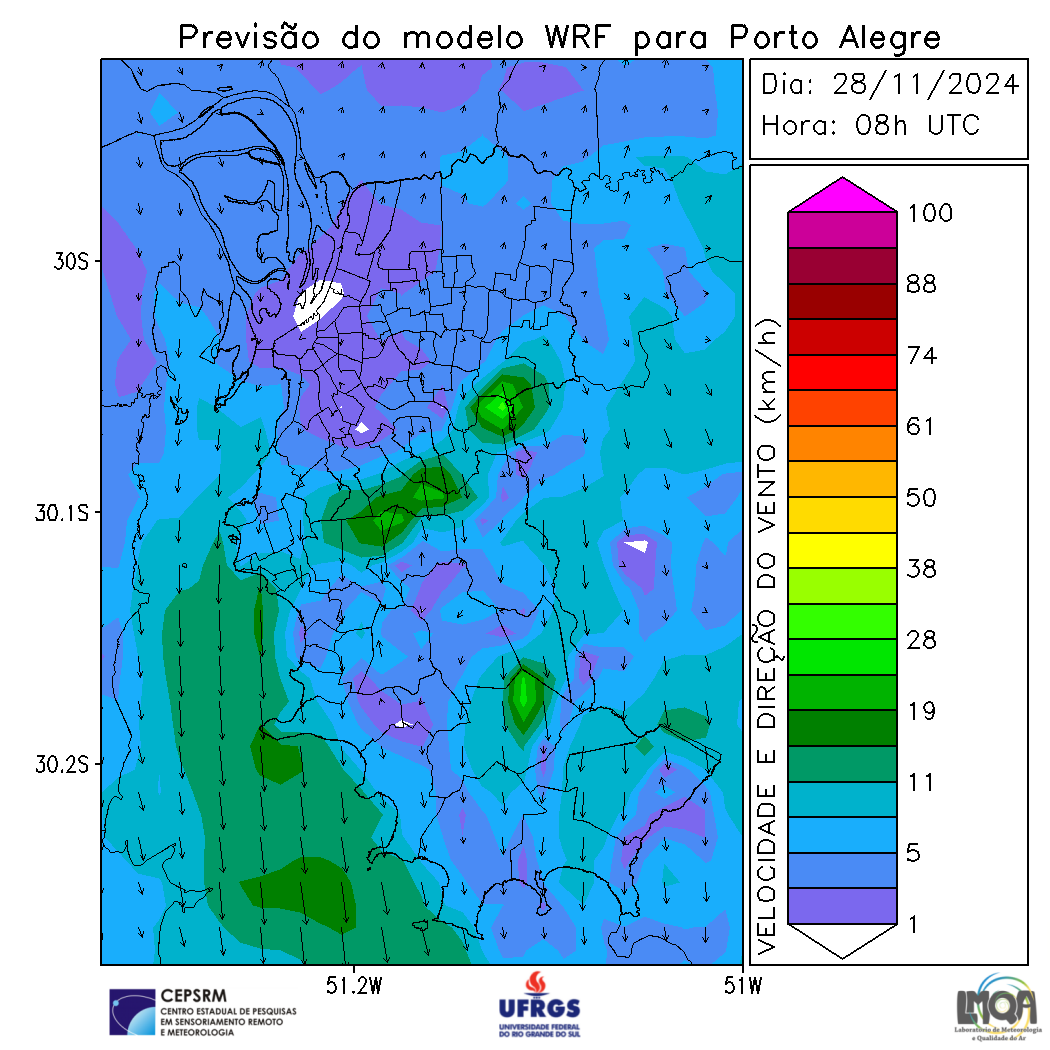 Previsão do modelo WRF para Porto Alegre
Dia: 28/11/2024
Hora: 08h UTC
30S
30.1S
30.2S
51.2W
51W
VELOCIDADE E DIREÇÃO DO VENTO (km/h)
100
88
74
61
50
38
28
19
11
5
1
CEPSRM
CENTRO ESTADUAL DE PESQUISAS
EM SENSORIAMENTO REMOTO
E METEOROLOGIA
UFRGS
UNIVERSIDADE FEDERAL
DO RIO GRANDE DO SUL
LMQA
Laboratório de Meteorologia
e Qualidade do Ar